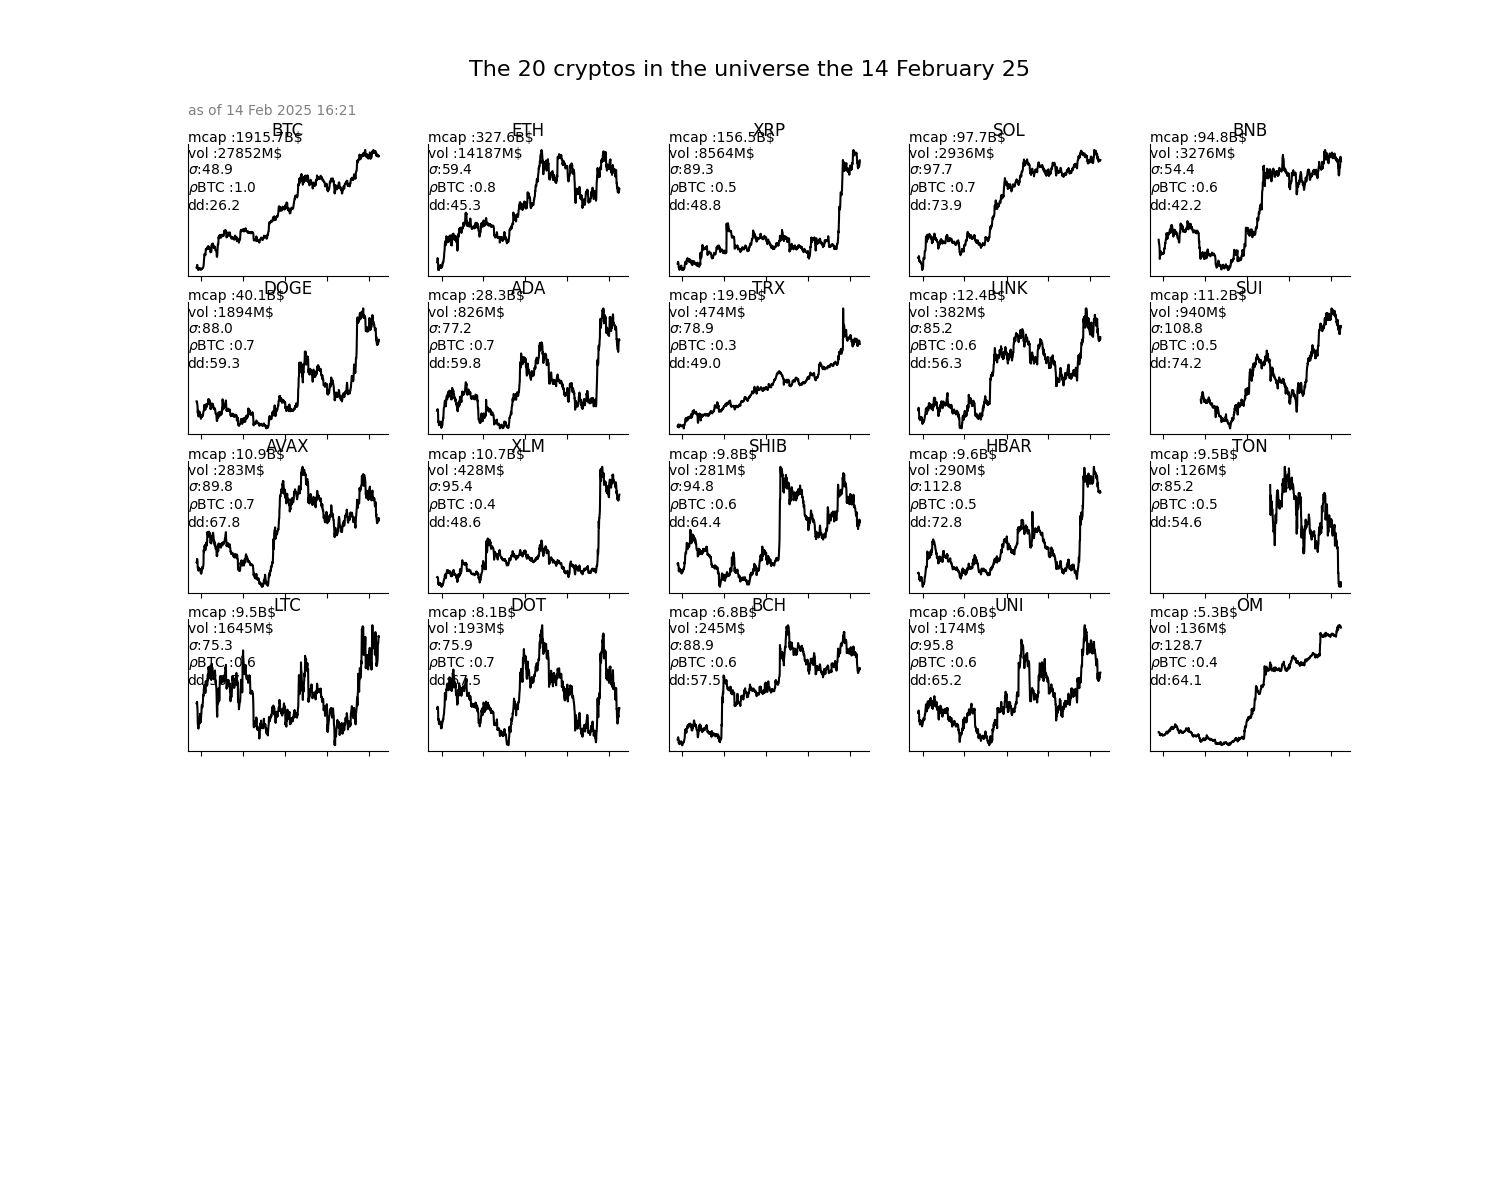 The 20 cryptos in the universe the 14 February 25
as of 14 Feb 2025 16:21
BTC
mcap :1915.7B$
vol :27852M$
σ:48.9
ρBTC :1.0
dd:26.2
ETH
mcap :327.6B$
vol :14187M$
σ:59.4
ρBTC :0.8
dd:45.3
XRP
mcap :156.5B$
vol :8564M$
σ:89.3
ρBTC :0.5
dd:48.8
SOL
mcap :97.7B$
vol :2936M$
σ:97.7
ρBTC :0.7
dd:73.9
BNB
mcap :94.8B$
vol :3276M$
σ:54.4
ρBTC :0.6
dd:42.2
DOGE
mcap :40.1B$
vol :1894M$
σ:88.0
ρBTC :0.7
dd:59.3
ADA
mcap :28.3B$
vol :826M$
σ:77.2
ρBTC :0.7
dd:59.8
TRX
mcap :19.9B$
vol :474M$
σ:78.9
ρBTC :0.3
dd:49.0
LINK
mcap :12.4B$
vol :382M$
σ:85.2
ρBTC :0.6
dd:56.3
SUI
mcap :11.2B$
vol :940M$
σ:108.8
ρBTC :0.5
dd:74.2
AVAX
mcap :10.9B$
vol :283M$
σ:89.8
ρBTC :0.7
dd:67.8
XLM
mcap :10.7B$
vol :428M$
σ:95.4
ρBTC :0.4
dd:48.6
SHIB
mcap :9.8B$
vol :281M$
σ:94.8
ρBTC :0.6
dd:64.4
HBAR
mcap :9.6B$
vol :290M$
σ:112.8
ρBTC :0.5
dd:72.8
TON
mcap :9.5B$
vol :126M$
σ:85.2
ρBTC :0.5
dd:54.6
LTC
mcap :9.5B$
vol :1645M$
σ:75.3
ρBTC :0.6
DOT
mcap :8.1B$
vol :193M$
σ:75.9
ρBTC :0.7
BCH
mcap :6.8B$
vol :245M$
σ:88.9
ρBTC :0.6
dd:57.5
UNI
mcap :6.0B$
vol :174M$
σ:95.8
ρBTC :0.6
dd:65.2
OM
mcap :5.3B$
vol :136M$
σ:128.7
ρBTC :0.4
dd:64.1